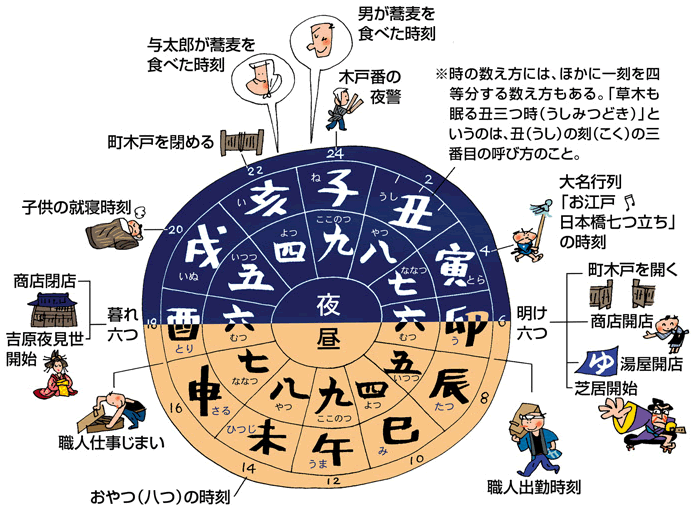 男が蕎麦を
食べた時刻
与太郎が蕎麦を
食べた時刻
木戸番の
夜警
※時の数え方には、ほかに一刻を四
等分する数え方もある。「草木も
眠る丑三つ時(うしみつどき)」と
いうのは、丑(うし)の刻(こく)の三
番目の呼び方のこと。
町木戸を閉める
子供の就寝時刻
大名行列
「お江戸♪
日本橋七つ立ち」
の時刻
商店閉店
吉原夜見世
開始
暮れ
六つ
明け
六つ
町木戸を開く
商店開店
ゆ
湯屋開店
芝居開始
職人仕事じまい
職人出勤時刻
おやつ(八つ)の時刻
24
2
4
6
8
10
12
14
16
18
20
22
子
ね
丑
うし
寅
とら
卯
う
辰
たつ
巳
み
午
うま
未
ひつじ
申
さる
酉
とり
戌
いぬ
亥
い
九
ここのつ
八
やつ
七
ななつ
六
むつ
五
いつつ
四
よつ
九
ここのつ
八
やつ
七
ななつ
六
むつ
五
いつつ
四
よつ
夜
昼